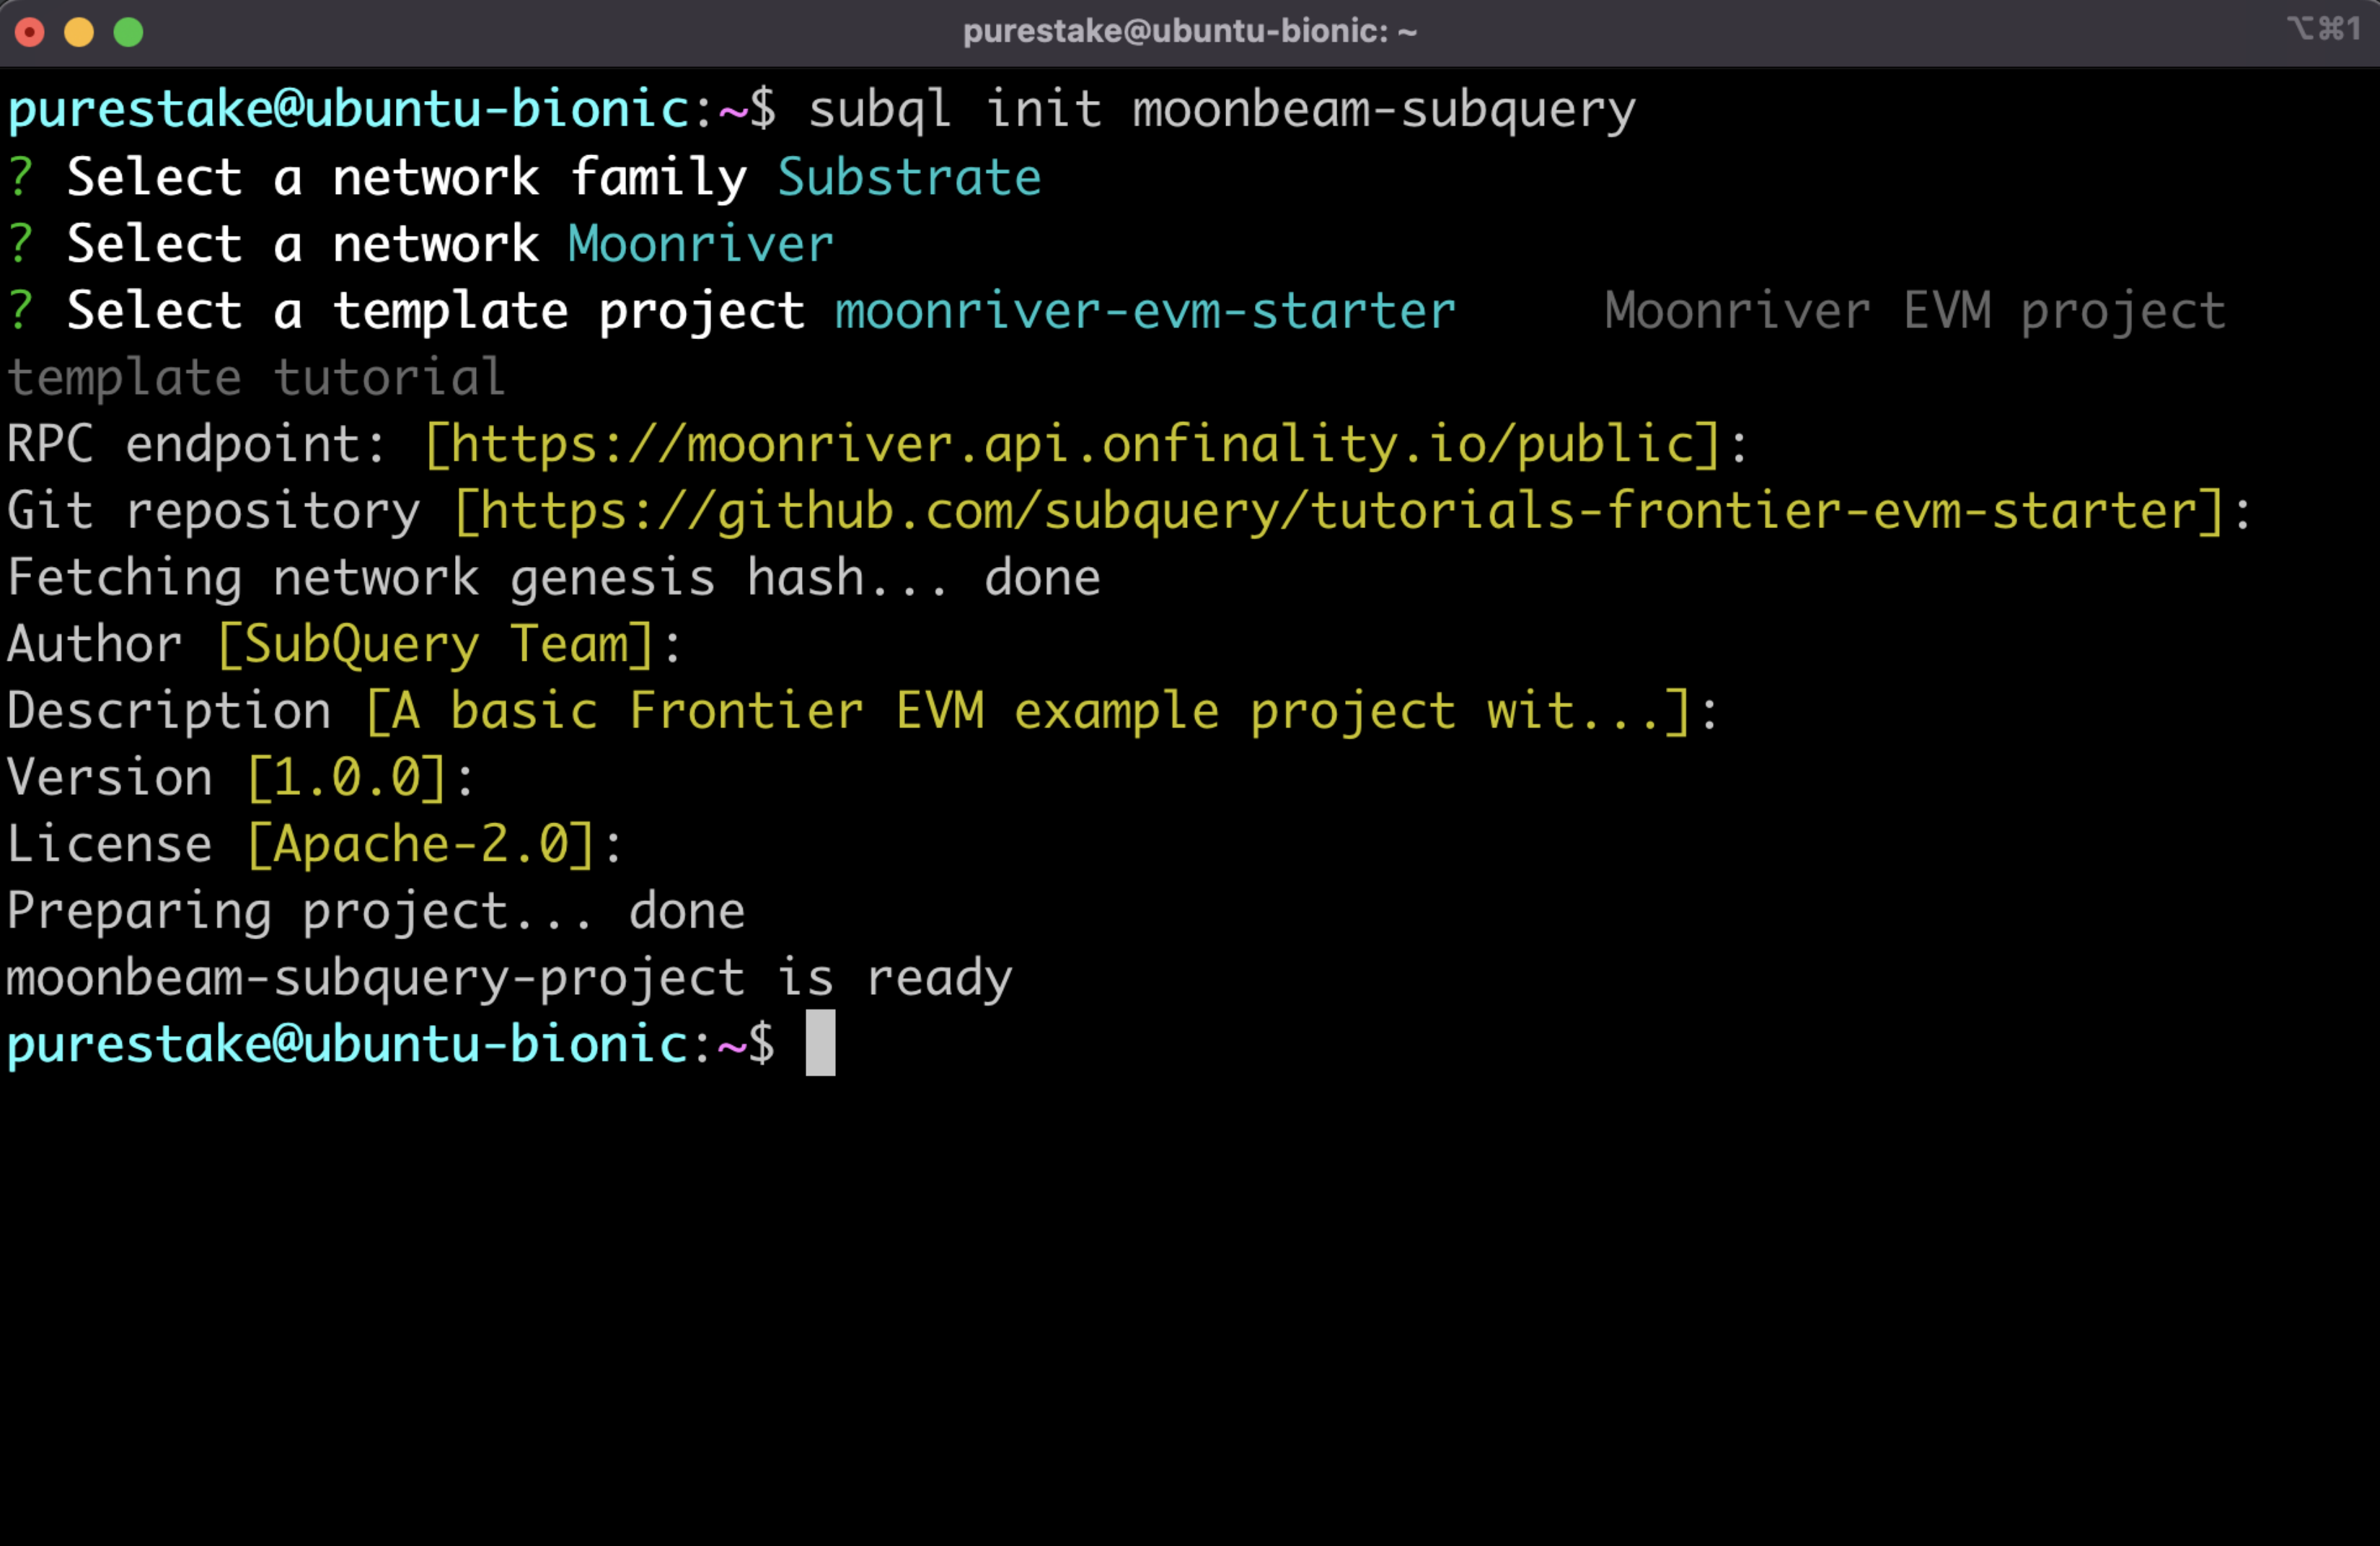 purestake@ubuntu-bionic: ~
⌥⌘1
purestake@ubuntu-bionic:~$ subql init moonbeam-subquery
? Select a network family Substrate
? Select a network Moonriver
? Select a template project moonriver-evm-starter     Moonriver EVM project
template tutorial
RPC endpoint: [https://moonriver.api.onfinality.io/public]:
Git repository [https://github.com/subquery/tutorials-frontier-evm-starter]:
Fetching network genesis hash... done
Author [SubQuery Team]:
Description [A basic Frontier EVM example project wit...]:
Version [1.0.0]:
License [Apache-2.0]:
Preparing project... done
moonbeam-subquery-project is ready
purestake@ubuntu-bionic:~$